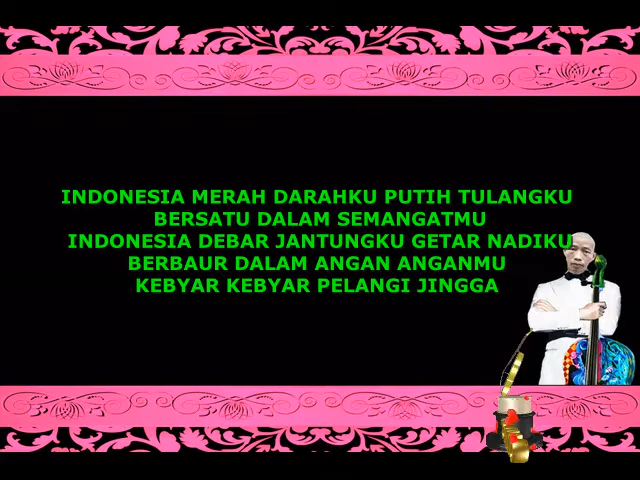 INDONESIA MERAH DARAHKU PUTIH TULANGKU
BERSATU DALAM SEMANGATMU
INDONESIA DEBAR JANTUNGKU GETAR NADIKU
BERBAUR DALAM ANGAN ANGANMU
KEBYAR KEBYAR PELANGI JINGGA